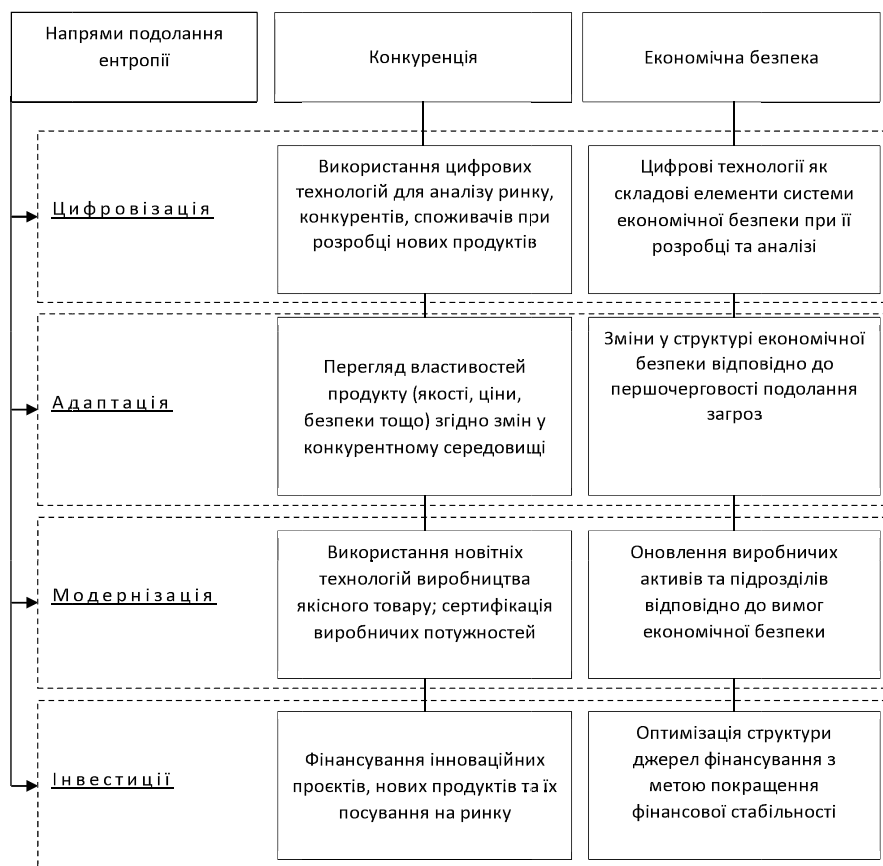 Напрями подолання
ентропії
Конкуренція
Економічна безпека
Цифровізація
Використання цифрових
технологій для аналізу ринку,
конкурентів, споживачів при
розробці нових продуктів
Цифрові технології як
складові елементи системи
економічної безпеки при її
розробці та аналізі
Адаптація
Перегляд властивостей
продукту (якості, ціни,
безпеки тощо) згідно змін у
конкурентному середовищі
Зміни у структурі економічної
безпеки відповідно до
першочерговості подолання
загроз
Модернізація
Використання новітніх
технологій виробництва
якісного товару; сертифікація
виробничих потужностей
Оновлення виробничих
активів та підрозділів
відповідно до вимог
економічної безпеки
Інвестиції
Фінансування інноваційних
проєктів, нових продуктів та їх
посування на ринку
Оптимізація структури
джерел фінансування з
метою покращення
фінансової стабільності